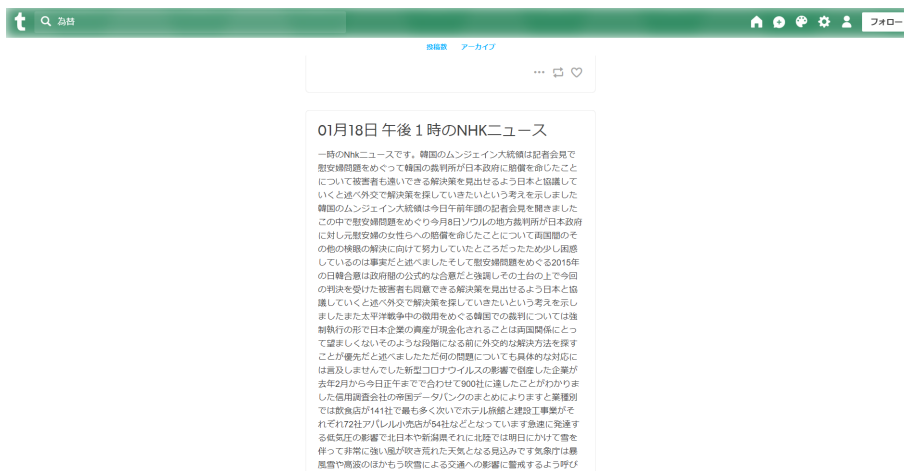 t
為替
フォロー
投稿数 アーカイブ
01月18日 午後１時のNHKニュース
一時のNhkニュースです。韓国のムンジェイン大統領は記者会見で
慰安婦問題をめぐって韓国の裁判所が日本政府に賠償を命じたこと
について被害者も遠いできる解決策を見出せるよう日本と協議して
いくと述べ外交で解決策を探していきたいという考えを示しました
韓国のムンジェイン大統領は今日午前年頭の記者会見を開きました
この中で慰安婦問題をめぐり今月8日ソウルの地方裁判所が日本政府
に対し元慰安婦の女性らへの賠償を命じたことについて両国間のそ
の他の検眼の解決に向けて努力していたところだったため少し困惑
しているのは事実だと述べましたそして慰安婦問題をめぐる2015年
の日韓合意は政府間の公式的な合意だと強調しその土台の上で今回
の判決を受けた被害者も同意できる解決策を見出せるよう日本と協
議していくと述べ外交で解決策を探していきたいという考えを示し
ましたまた太平洋戦争中の徴用をめぐる韓国での裁判については強
制執行の形で日本企業の資産が現金化されることは両国関係にとっ
て望ましくないそのような段階になる前に外交的な解決方法を探す
ことが優先だと述べましたただ何の問題についても具体的な対応に
は言及しませんでした新型コロナウイルスの影響で倒産した企業が
去年2月から今日正午までで合わせて900社に達したことがわかりま
した信用調査会社の帝国データバンクのまとめによりますと業種別
では飲食店が141社で最も多く次いでホテル旅館と建設工事業がそ
れぞれ72社アパレル小売店が54社などとなっています急速に発達す
る低気圧の影響で北日本や新潟県それに北陸では明日にかけて雪を
伴って非常に強い風が吹き荒れた天気となる見込みです気象庁は暴
風雪や高波のほかもう吹雪による交通への影響に警戒するよう呼び